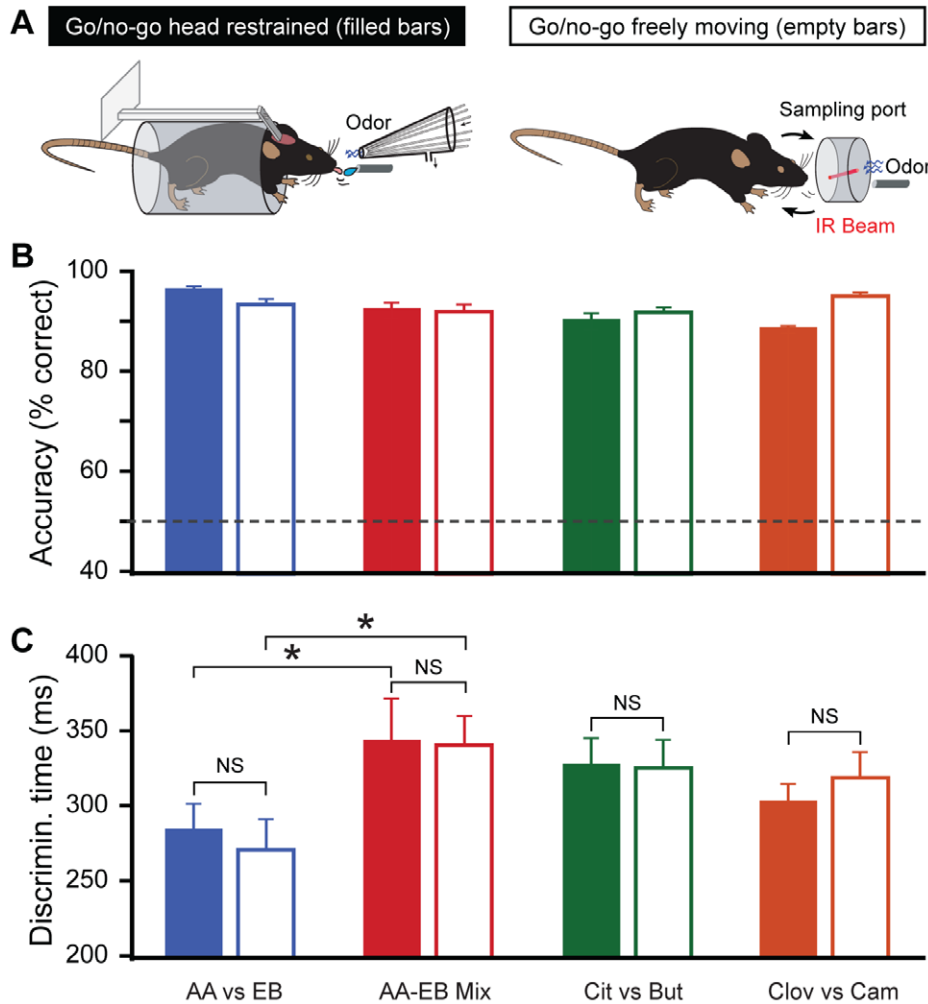 A
Go/no-go head restrained (filled bars)
Go/no-go freely moving (empty bars)
Odor
Sampling port
Odor
IR Beam
B
Accuracy (% correct)
100
80
60
40
C
Discrimin. time (ms)
400
350
300
250
200
*
*
NS
NS
NS
NS
AA vs EB
AA-EB Mix
Cit vs But
Clov vs Cam